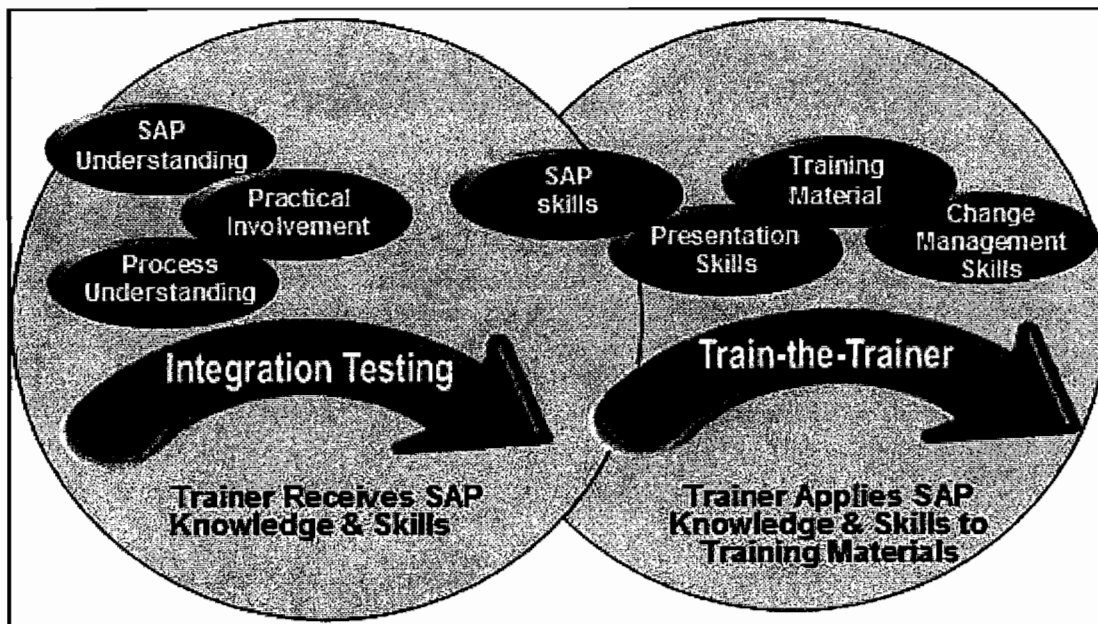 SAP
Understanding
Practical
Involvement
Process
Understanding
Integration Testing
Trainer Receives SAP
Knowledge & Skills
SAP
skills
Presentation
Skills
Training
Material
Change
Management
Skills
Train-the-Trainer
Trainer Applies SAP
Knowledge & Skills to
Training Materials